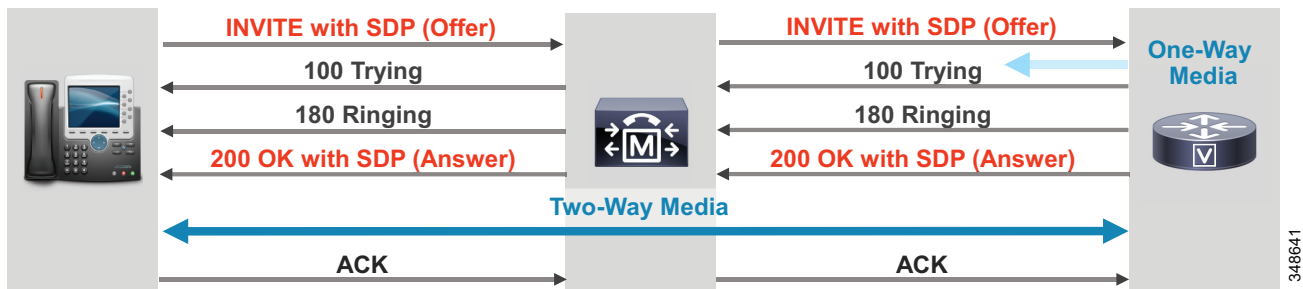 INVITE with SDP (Offer)
INVITE with SDP (Offer)
100 Trying
100 Trying
One-Way
Media
180 Ringing
180 Ringing
M
V
200 OK with SDP (Answer)
200 OK with SDP (Answer)
Two-Way Media
ACK
ACK
348641